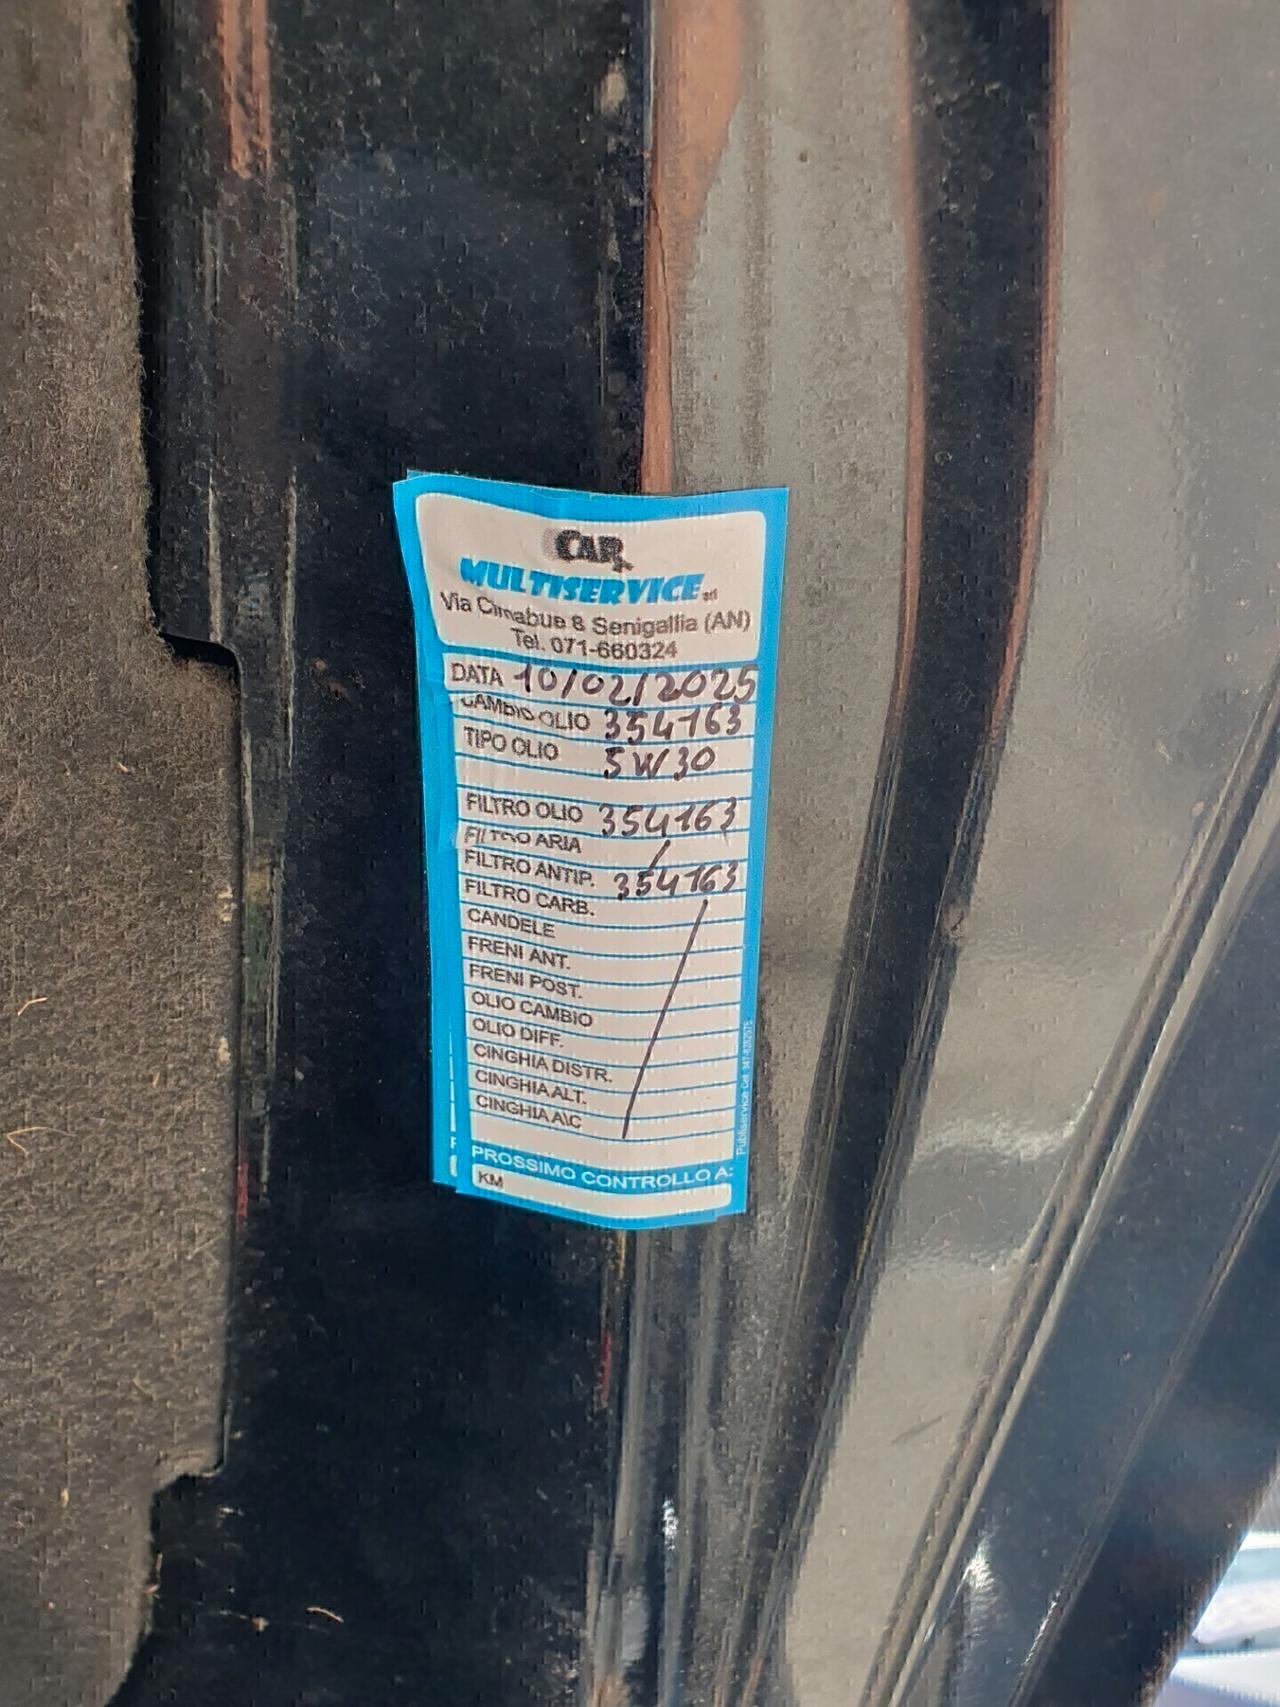 CAR
MULTISERVICE srl
Via Cimabue 8 Senigallia (AN)
Tel. 071-660324
DATA 10/02/2025
CAMBIO OLIO 354163
TIPO OLIO 5W30
FILTRO OLIO 354163
FILTRO ARIA /
FILTRO ANTIP. 354163
FILTRO CARB.
CANDELE
FRENI ANT.
FRENI POST.
OLIO CAMBIO
OLIO DIFF.
CINGHIA DISTR.
CINGHIA ALT.
CINGHIA A\C
PROSSIMO CONTROLLO A:
KM
Publiservice Cel.